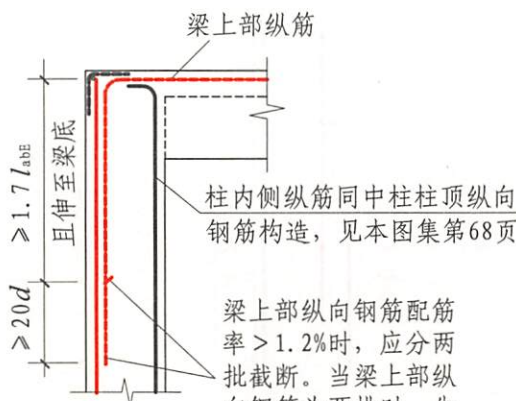 梁上部纵筋
≥1.7labE
且伸至梁底
≥20d
柱内侧纵筋同中柱柱顶纵向
钢筋构造，见本图集第68页
梁上部纵向钢筋配筋
率＞1.2%时，应分两
批截断。当梁上部纵